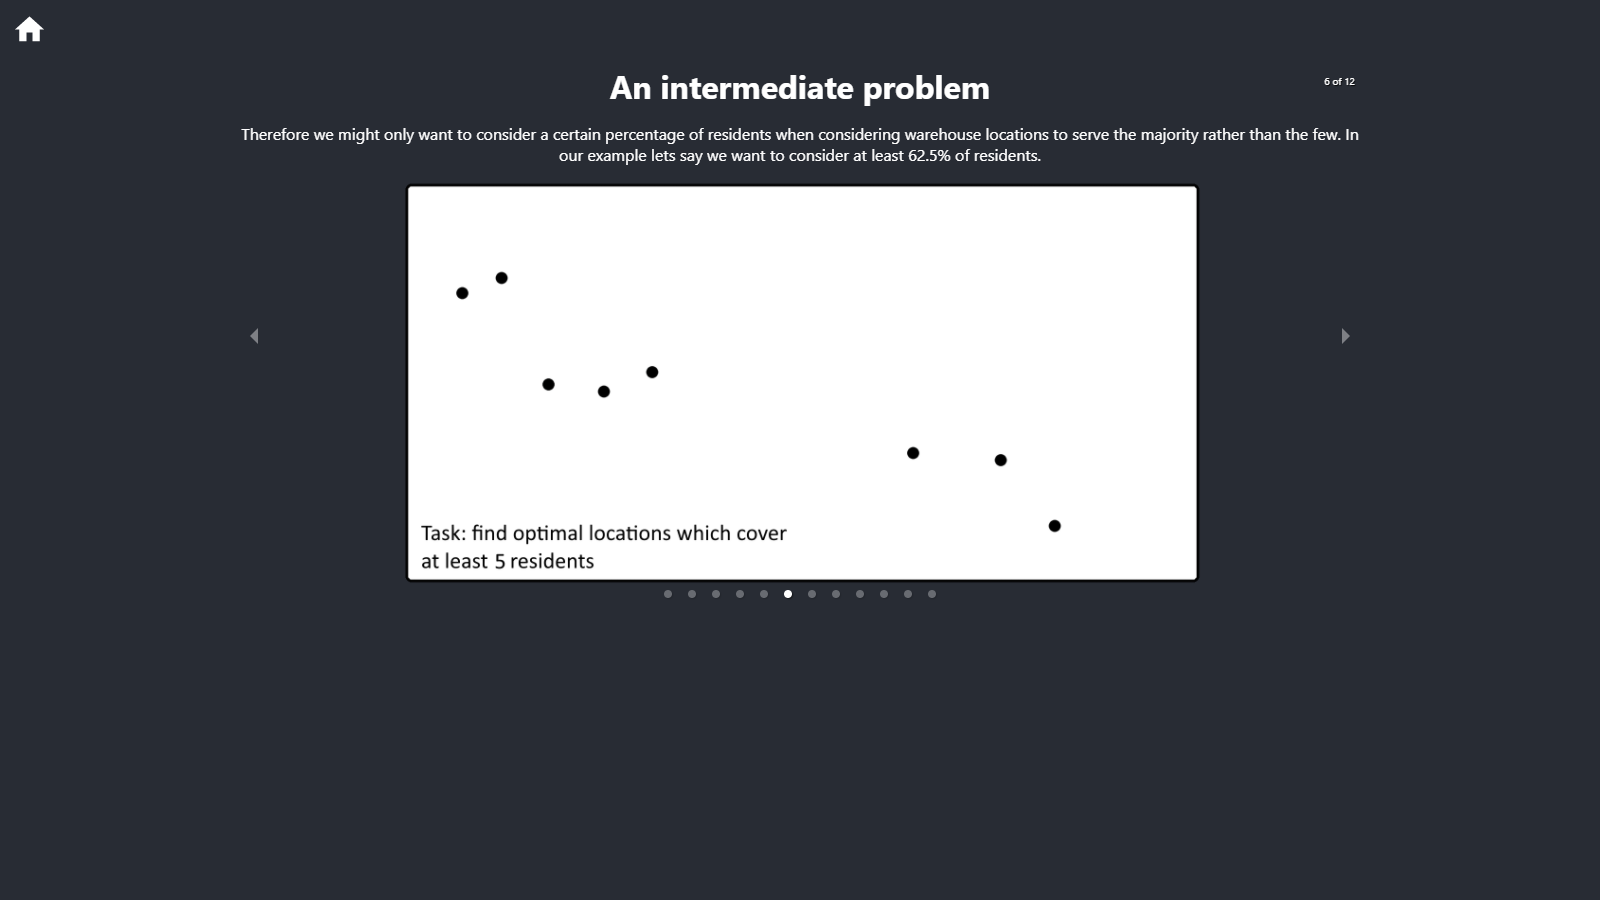 An intermediate problem
6 of 12
Therefore we might only want to consider a certain percentage of residents when considering warehouse locations to serve the majority rather than the few. In
our example lets say we want to consider at least 62.5% of residents.
Task: find optimal locations which cover
at least 5 residents